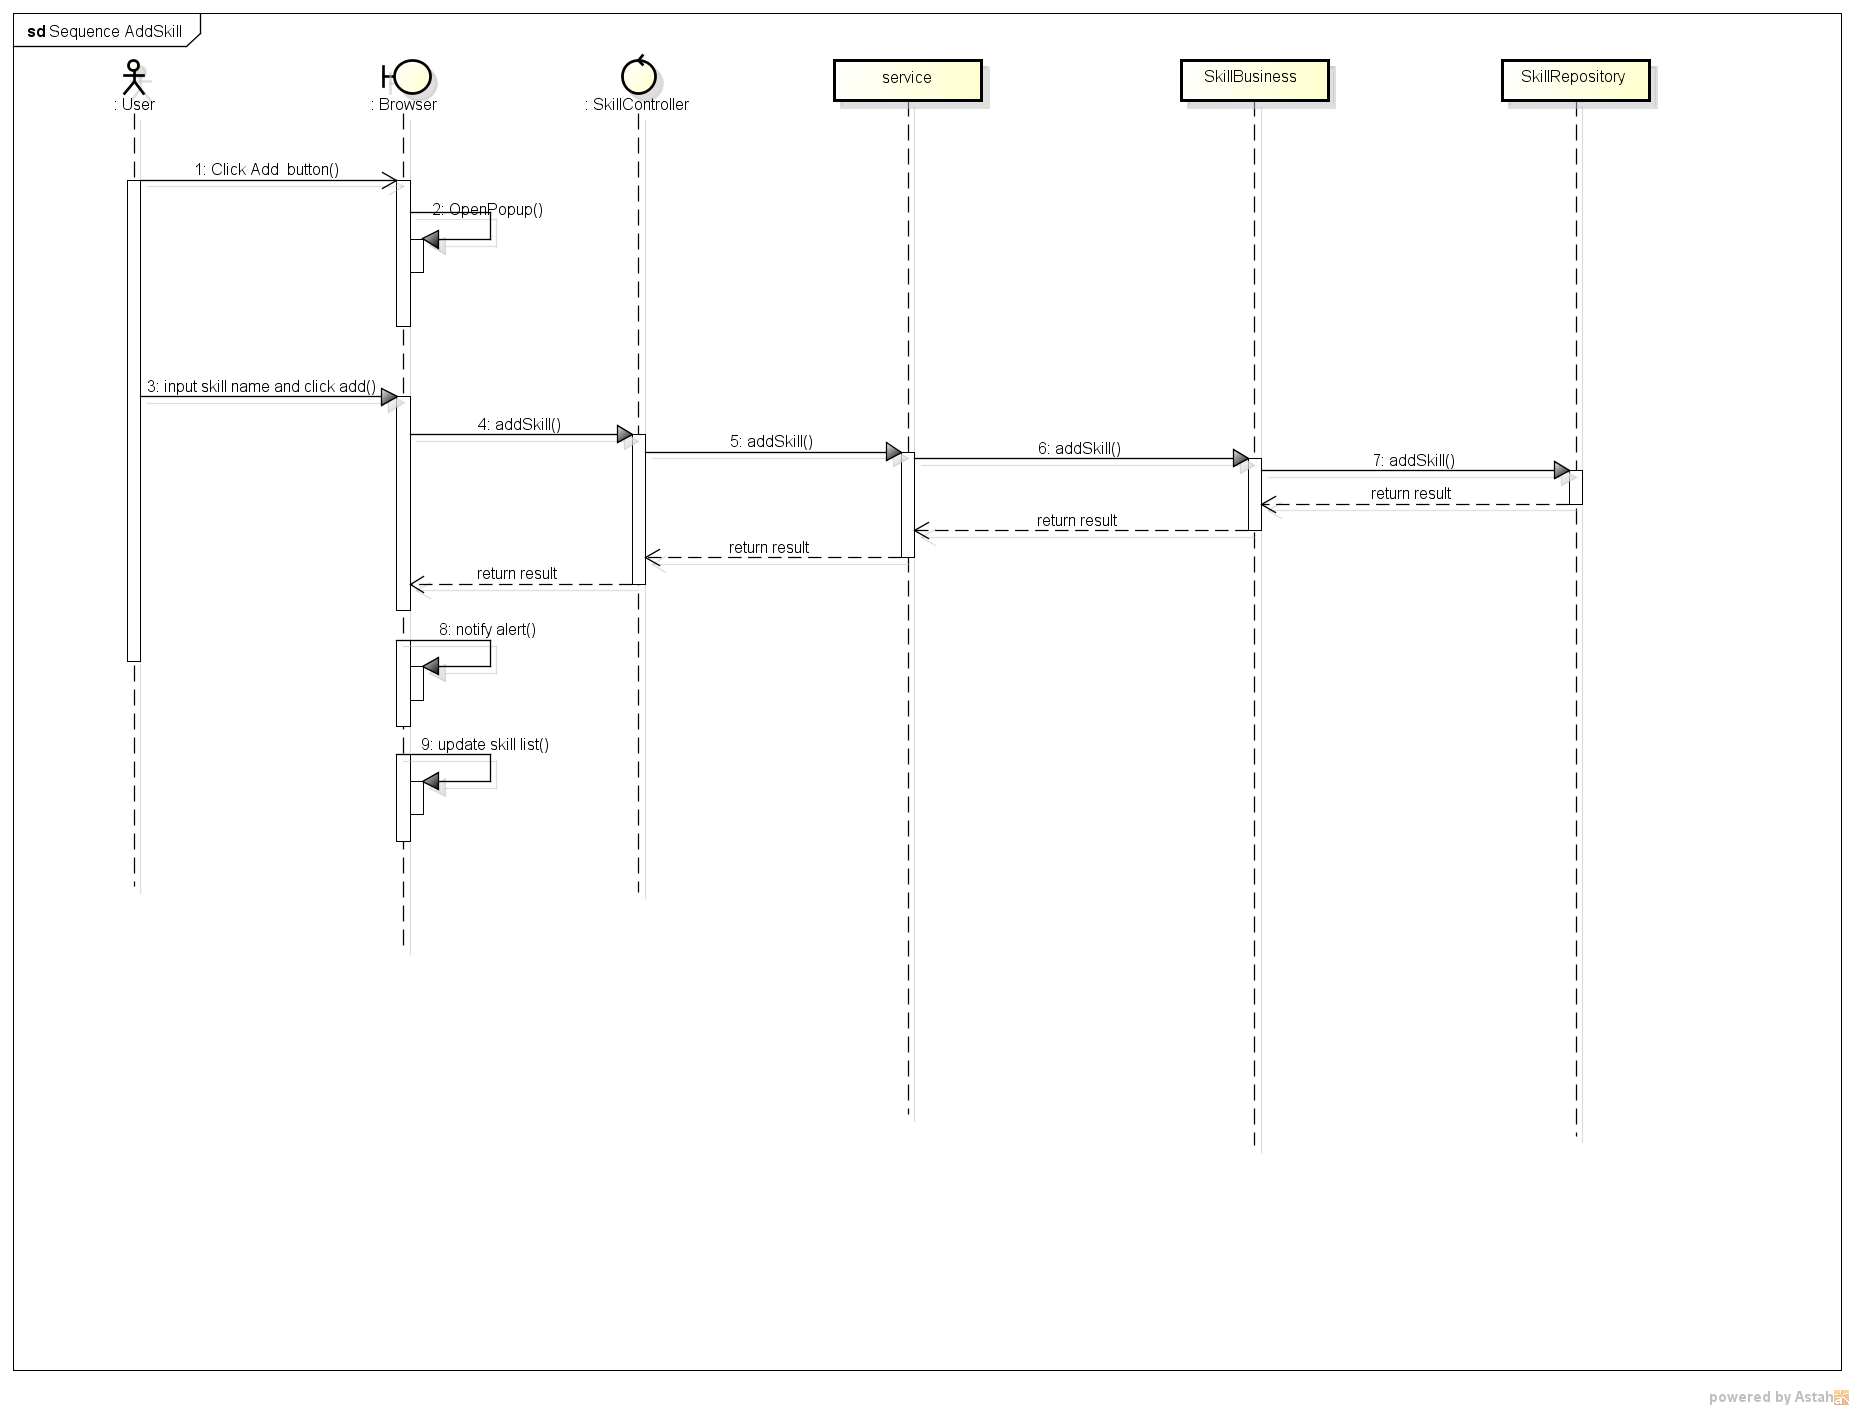 sd Sequence AddSkill
: User
: Browser
: SkillController
service
SkillBusiness
SkillRepository
1: Click Add  button()
2: OpenPopup()
3: input skill name and click add()
4: addSkill()
5: addSkill()
6: addSkill()
7: addSkill()
return result
return result
return result
return result
8: notify alert()
9: update skill list()
powered by Astah